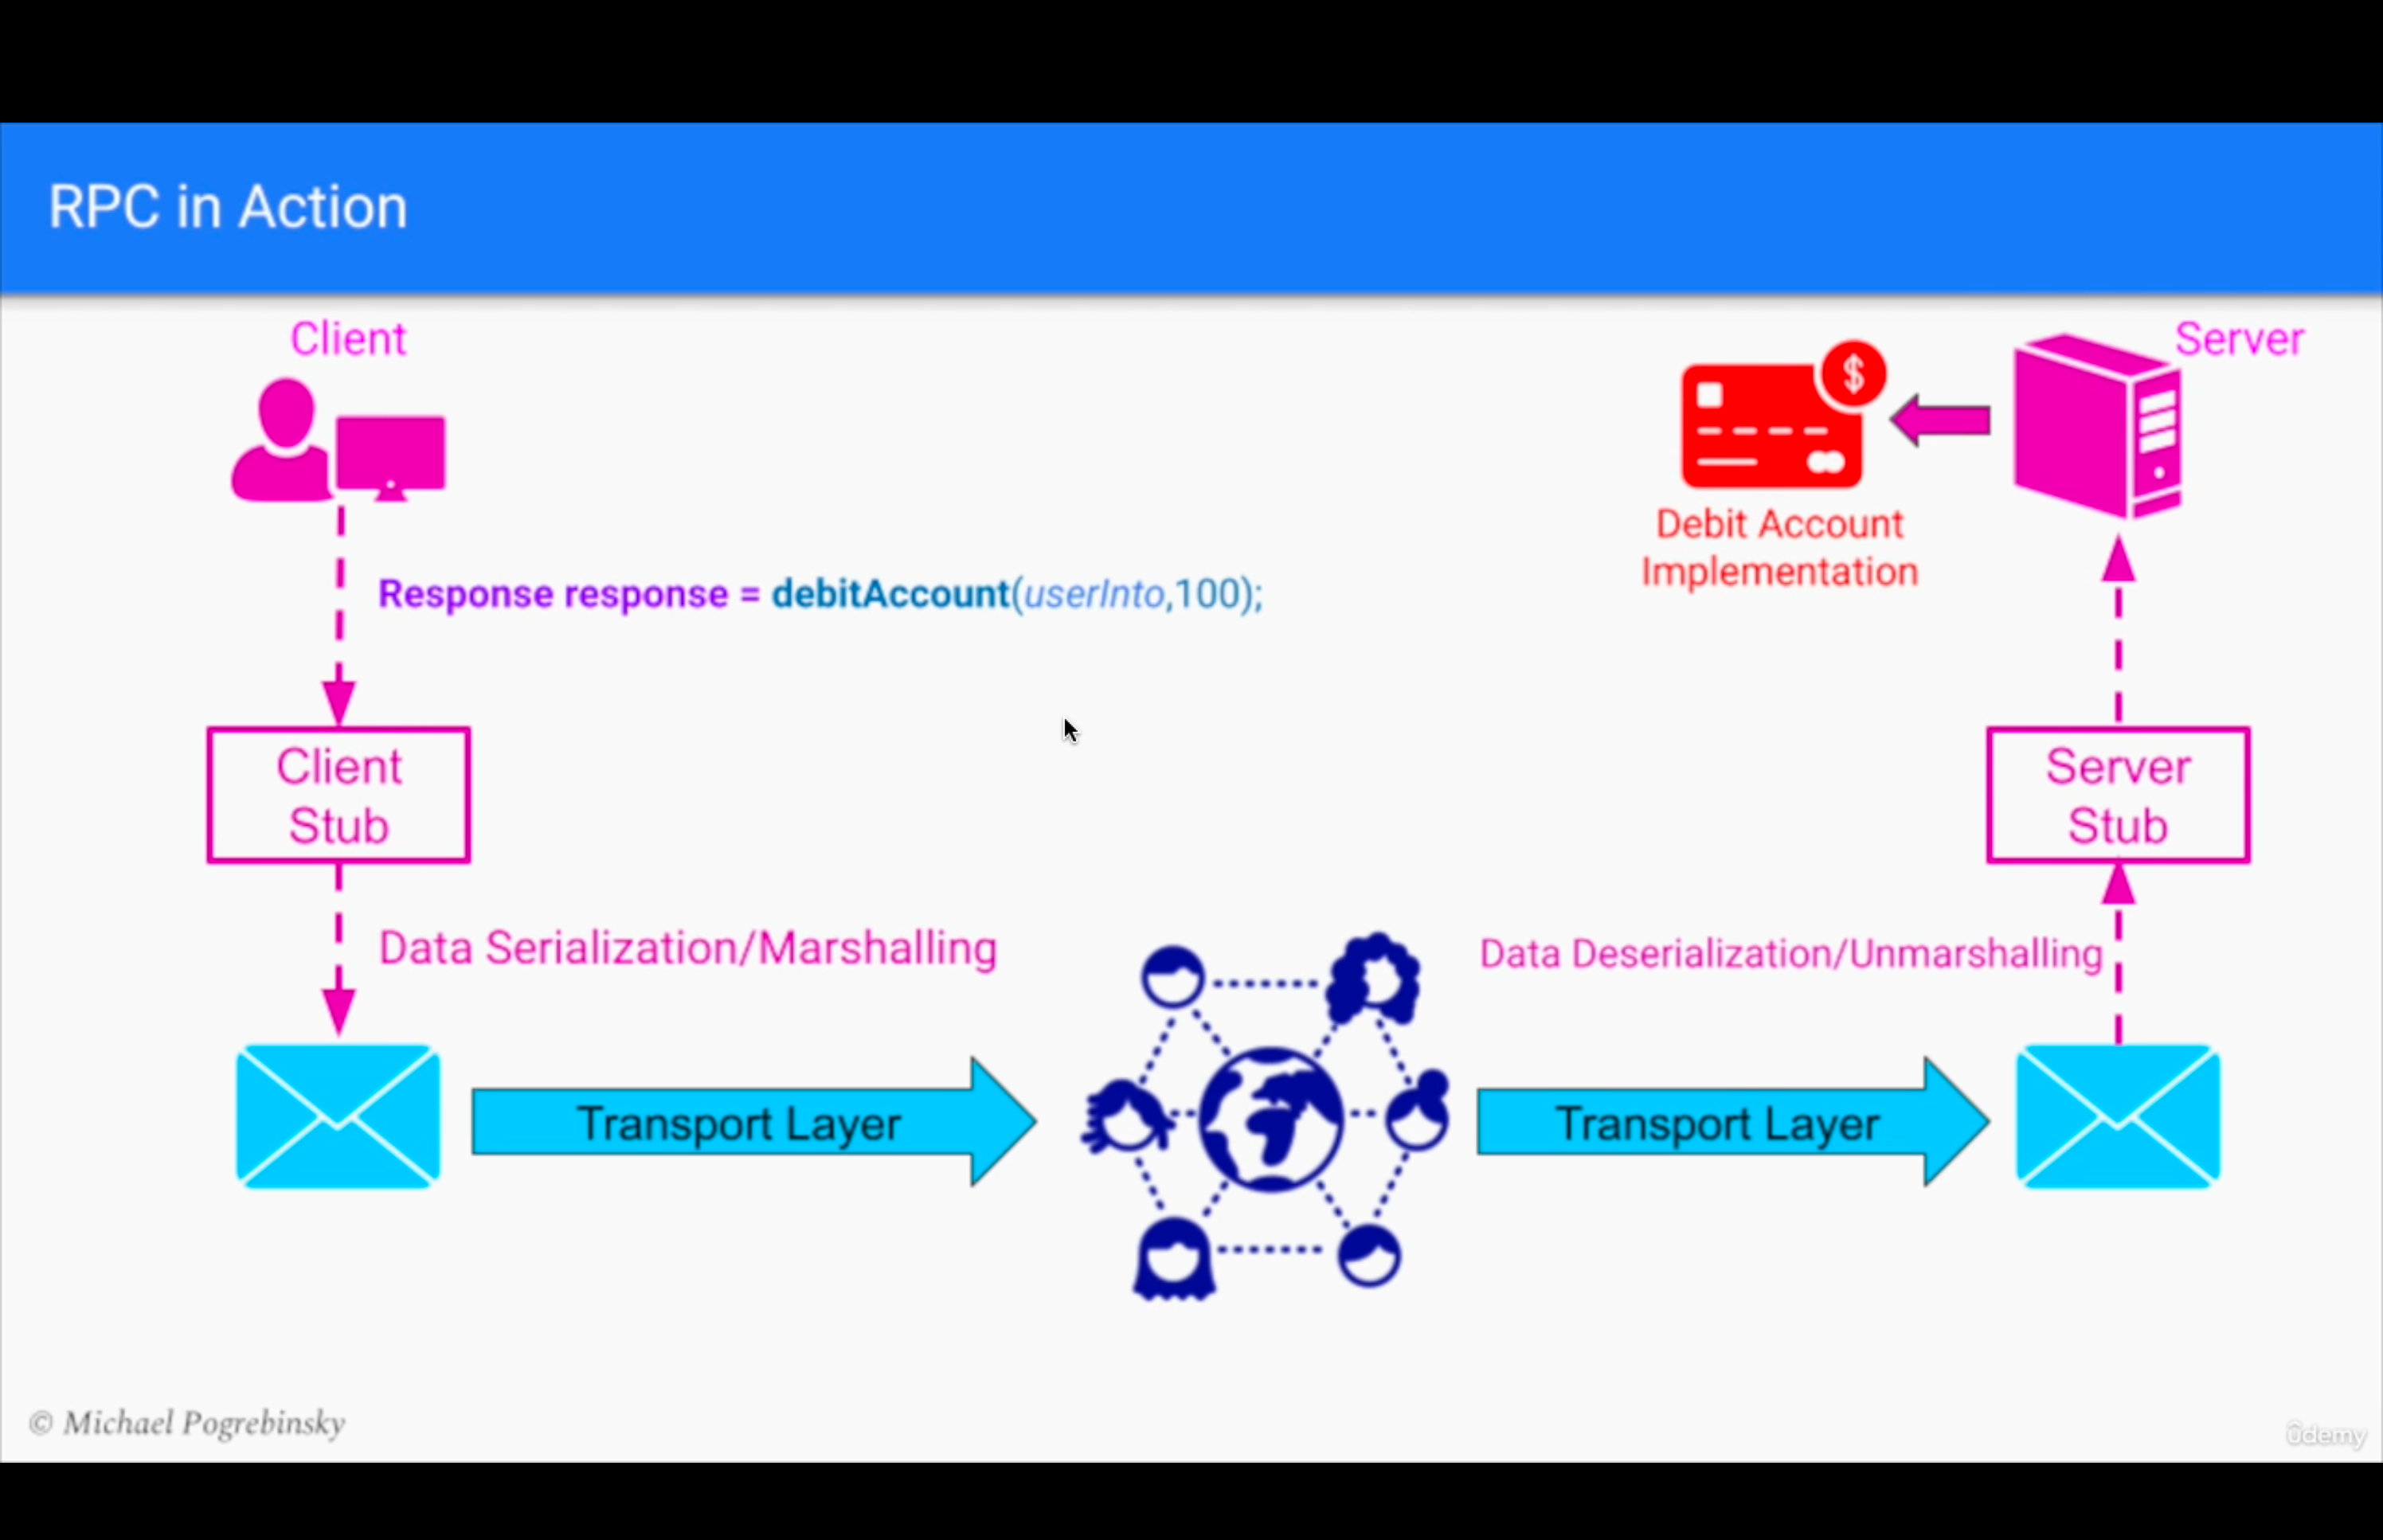 RPC in Action
Client
Server
Debit Account
Implementation
Response response = debitAccount(userInto,100);
Client
Stub
Server
Stub
Data Serialization/Marshalling
Data Deserialization/Unmarshalling
Transport Layer
Transport Layer
© Michael Pogrebinsky
ûdemy